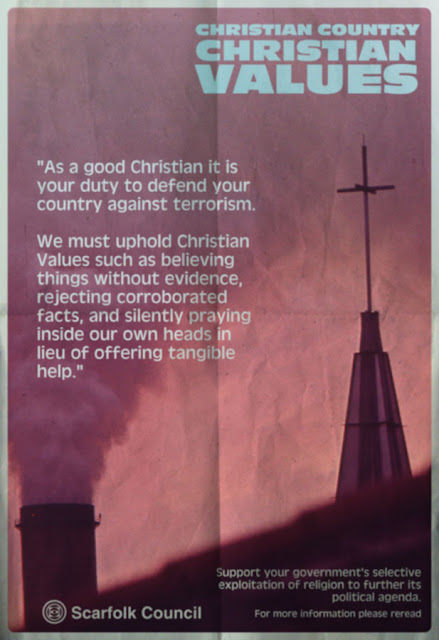 CHRISTIAN COUNTRY
CHRISTIAN
VALUES
"As a good Christian it is
your duty to defend your
country against terrorism.
We must uphold Christian
Values such as believing
things without evidence,
rejecting corroborated
facts, and silently praying
inside our own heads in
lieu of offering tangible
help."
Support your government's selective
exploitation of religion to further its
political agenda.
For more information please reread
Scarfolk Council